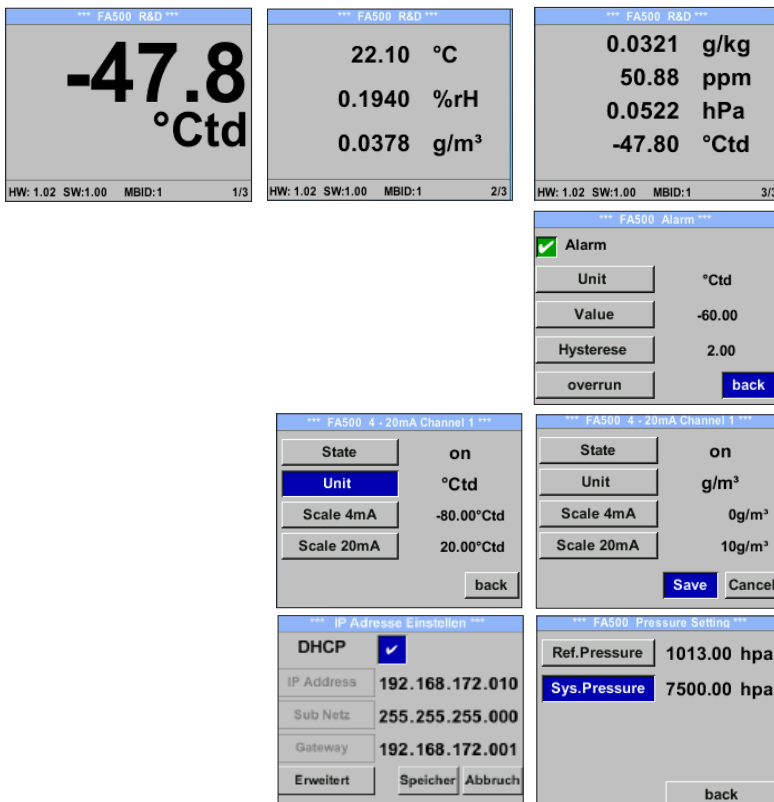 *** FA500 R&D ***
-47.8
°Ctd
HW: 1.02 SW:1.00 MBID:1 1/3
*** FA500 R&D ***
22.10 °C
0.1940 %rH
0.0378 g/m³
HW: 1.02 SW:1.00 MBID:1 2/3
*** FA500 R&D ***
0.0321 g/kg
50.88 ppm
0.0522 hPa
-47.80 °Ctd
HW: 1.02 SW:1.00 MBID:1 3/3
*** FA500 Alarm ***
Alarm
Unit °Ctd
Value -60.00
Hysterese 2.00
overrun back
*** FA500 4 - 20mA Channel 1 ***
State on
Unit °Ctd
Scale 4mA -80.00°Ctd
Scale 20mA 20.00°Ctd
back
*** FA500 4 - 20mA Channel 1 ***
State on
Unit g/m³
Scale 4mA 0g/m³
Scale 20mA 10g/m³
Save Cancel
*** IP Adresse Einstellen ***
DHCP
IP Address 192.168.172.010
Sub Netz 255.255.255.000
Gateway 192.168.172.001
Erweitert Speicher Abbruch
*** FA500 Pressure Setting ***
Ref.Pressure 1013.00 hpa
Sys.Pressure 7500.00 hpa
back